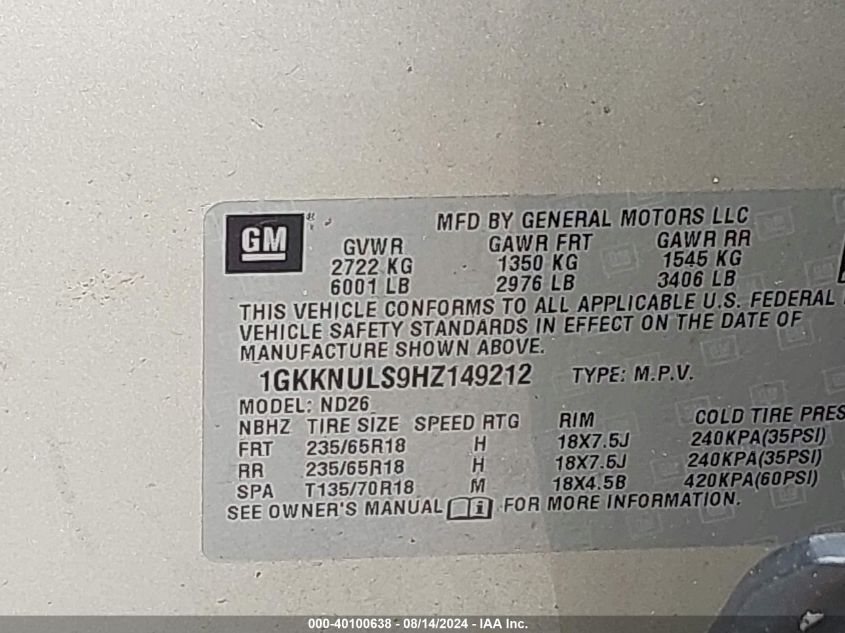 GM
MFD BY GENERAL MOTORS LLC
GVWR GAWR FRT GAWR RR
2722 KG 1350 KG 1545 KG
6001 LB 2976 LB 3406 LB
THIS VEHICLE CONFORMS TO ALL APPLICABLE U.S. FEDERAL
VEHICLE SAFETY STANDARDS IN EFFECT ON THE DATE OF
MANUFACTURE SHOWN ABOVE.
1GKKNULS9HZ149212 TYPE: M.P.V.
MODEL: ND26
NBHZ TIRE SIZE SPEED RTG RIM COLD TIRE PRES
FRT 235/65R18 H 18X7.5J 240KPA(35PSI)
RR 235/65R18 H 18X7.5J 240KPA(35PSI)
SPA T135/70R18 M 18X4.5B 420KPA(60PSI)
SEE OWNER'S MANUAL FOR MORE INFORMATION.
000-40100638 - 08/14/2024 - IAA Inc.